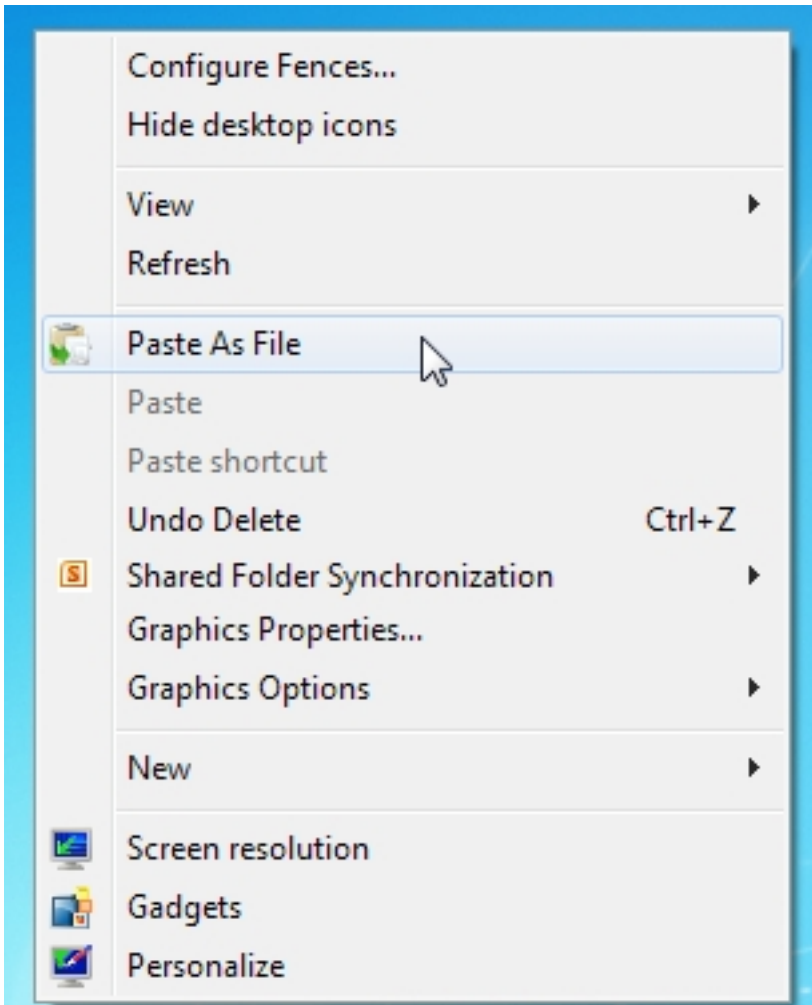 Configure Fences...
Hide desktop icons
View
Refresh
Paste As File
Paste
Paste shortcut
Undo Delete Ctrl+Z
Shared Folder Synchronization
Graphics Properties...
Graphics Options
New
Screen resolution
Gadgets
Personalize